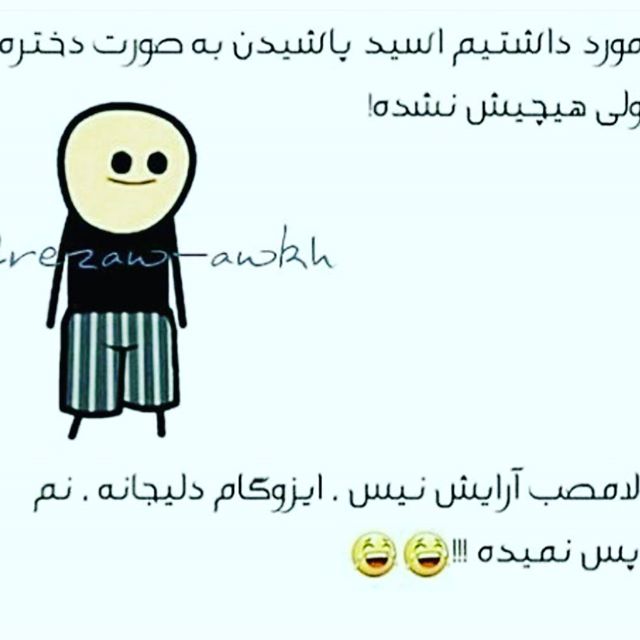 مورد داشتیم اسید پاشیدن به صورت دختره
ولی هیچیش نشده!
rezaw-awkh
لامصب آرایش نیس . ایزوگام دلیجانه . نم
پس نمیده !!!😂😂